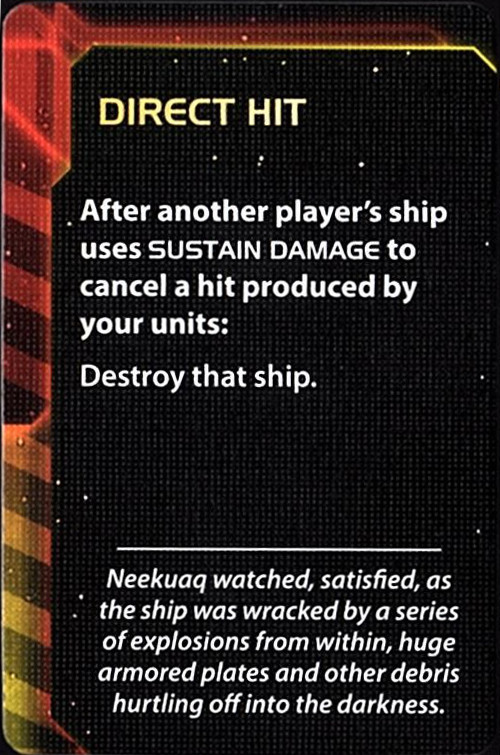 DIRECT HIT
After another player's ship
uses SUSTAIN DAMAGE to
cancel a hit produced by
your units:
Destroy that ship.
Neekuaq watched, satisfied, as
the ship was wracked by a series
of explosions from within, huge
armored plates and other debris
hurtling off into the darkness.